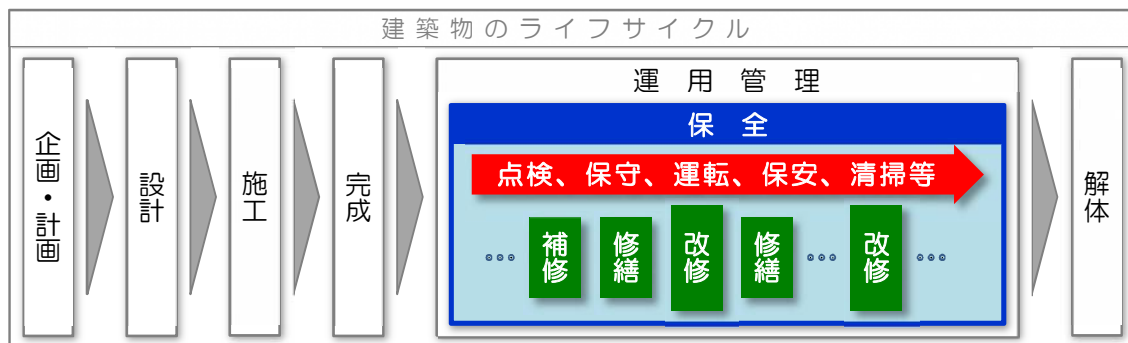 建築物のライフサイクル
企画・計画
設計
施工
完成
運用管理
保全
点検、保守、運転、保安、清掃等
補修
修繕
改修
修繕
改修
解体